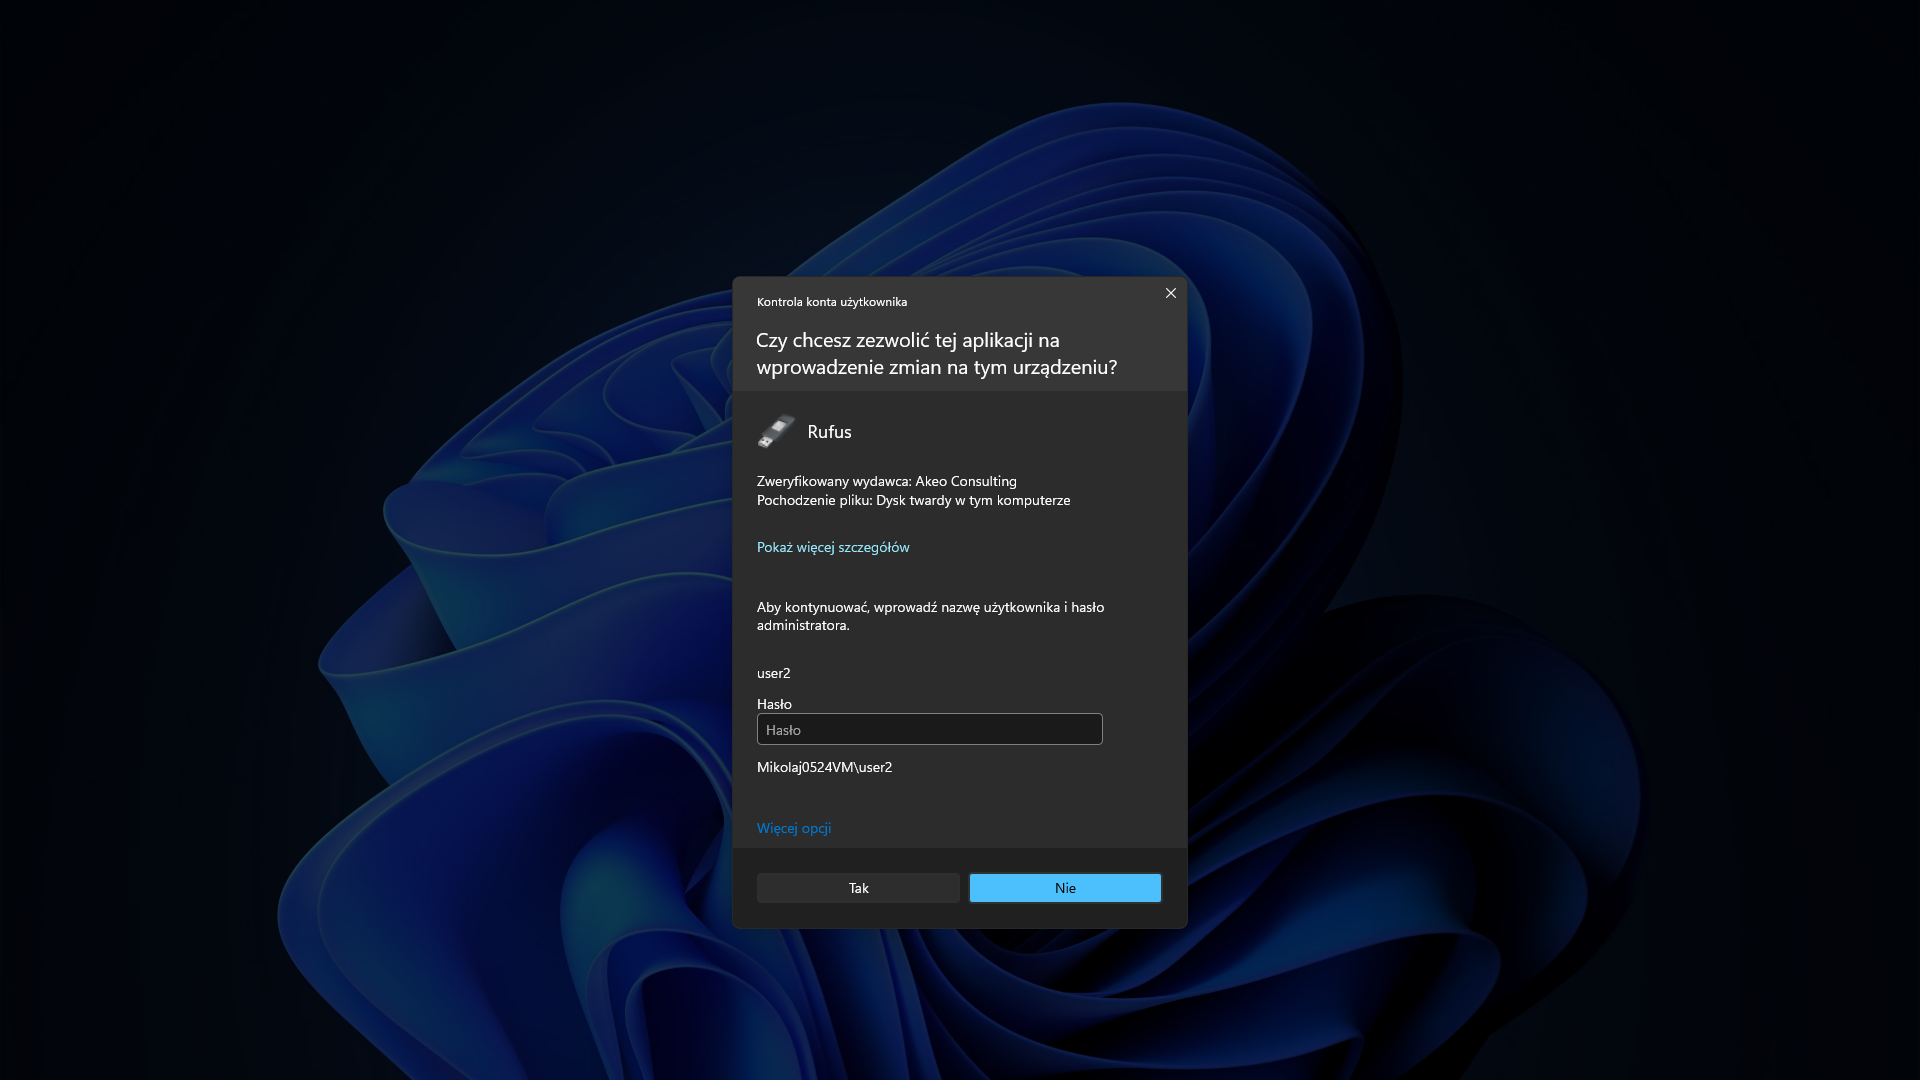 Kontrola konta użytkownika
Czy chcesz zezwolić tej aplikacji na
wprowadzenie zmian na tym urządzeniu?
Rufus
Zweryfikowany wydawca: Akeo Consulting
Pochodzenie pliku: Dysk twardy w tym komputerze
Pokaż więcej szczegółów
Aby kontynuować, wprowadź nazwę użytkownika i hasło
administratora.
user2
Hasło
Hasło
Mikolaj0524VM\user2
Więcej opcji
Tak Nie